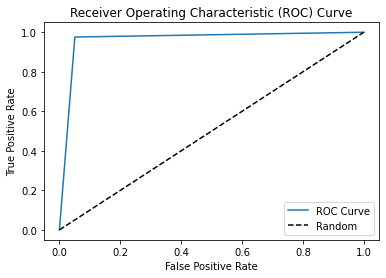 Receiver Operating Characteristic (ROC) Curve
1.0
0.8
0.6
0.4
0.2
0.0
True Positive Rate
ROC Curve
Random
0.0 0.2 0.4 0.6 0.8 1.0
False Positive Rate